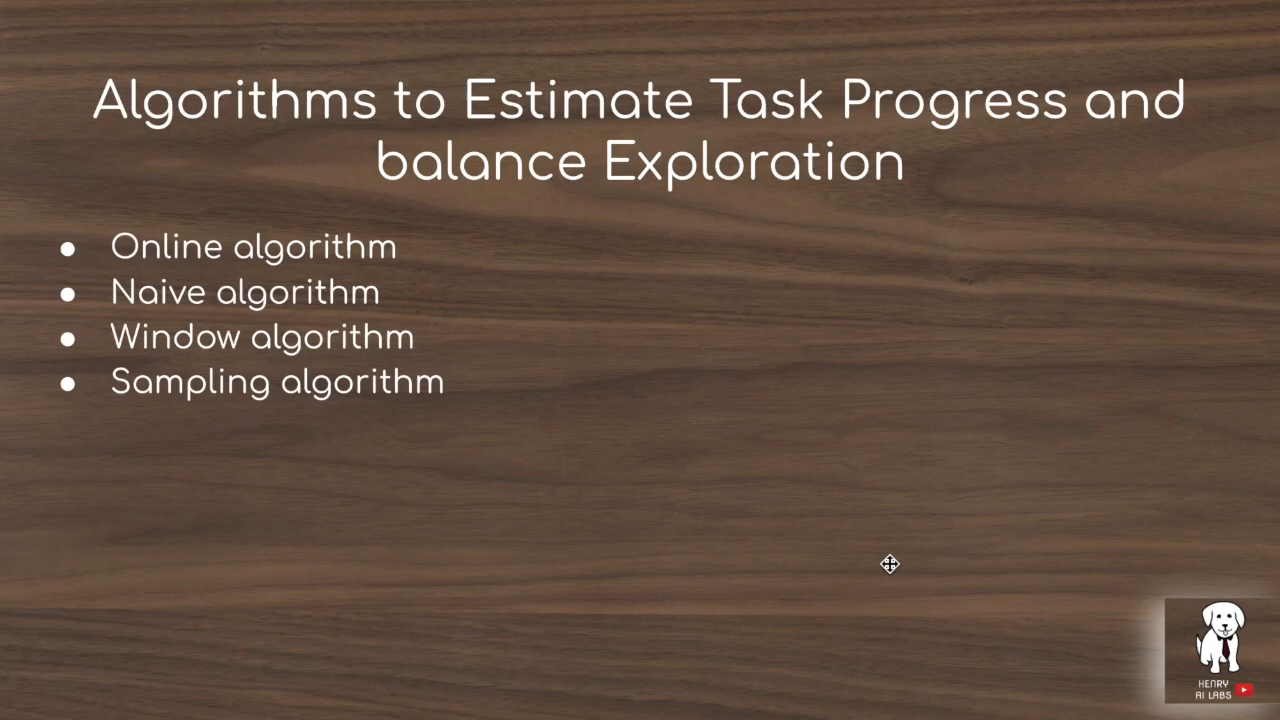 Algorithms to Estimate Task Progress and
balance Exploration
● Online algorithm
● Naive algorithm
● Window algorithm
● Sampling algorithm
HENRY
AI LABS